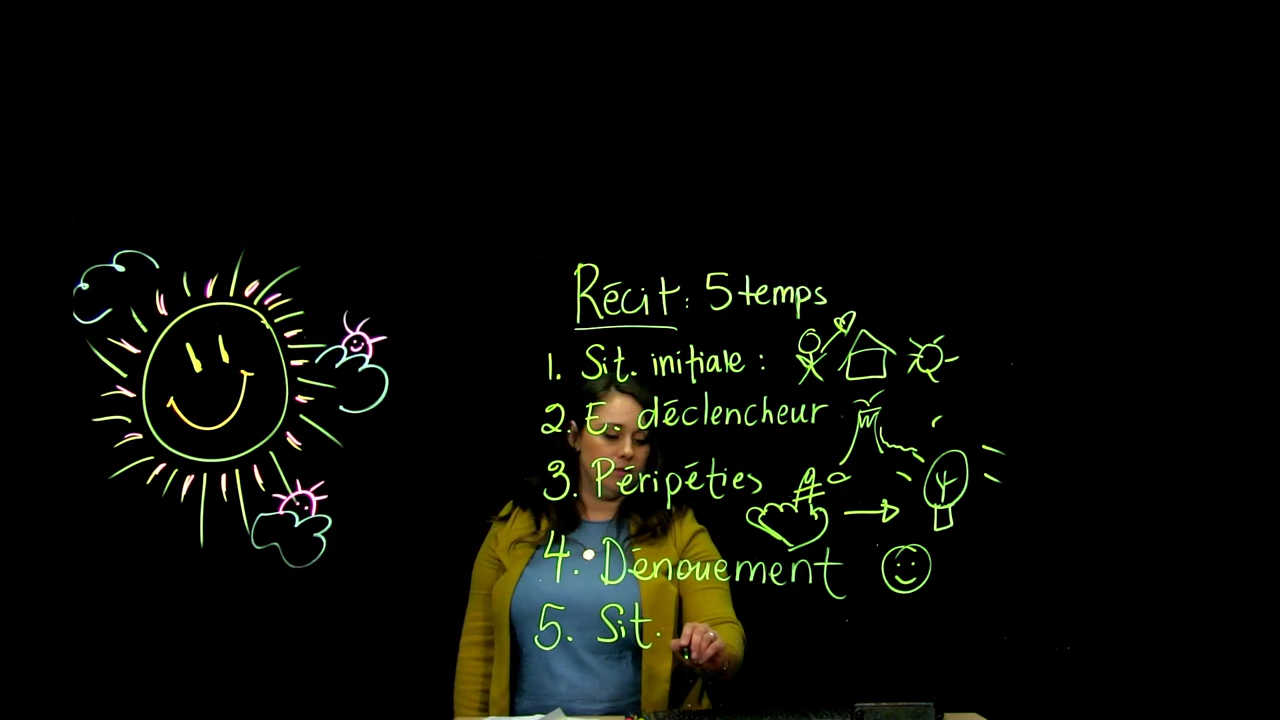 Récit : 5 temps
1. Sit. initiale :
2. E. déclencheur
3. Péripéties
4. Dénouement
5. Sit.